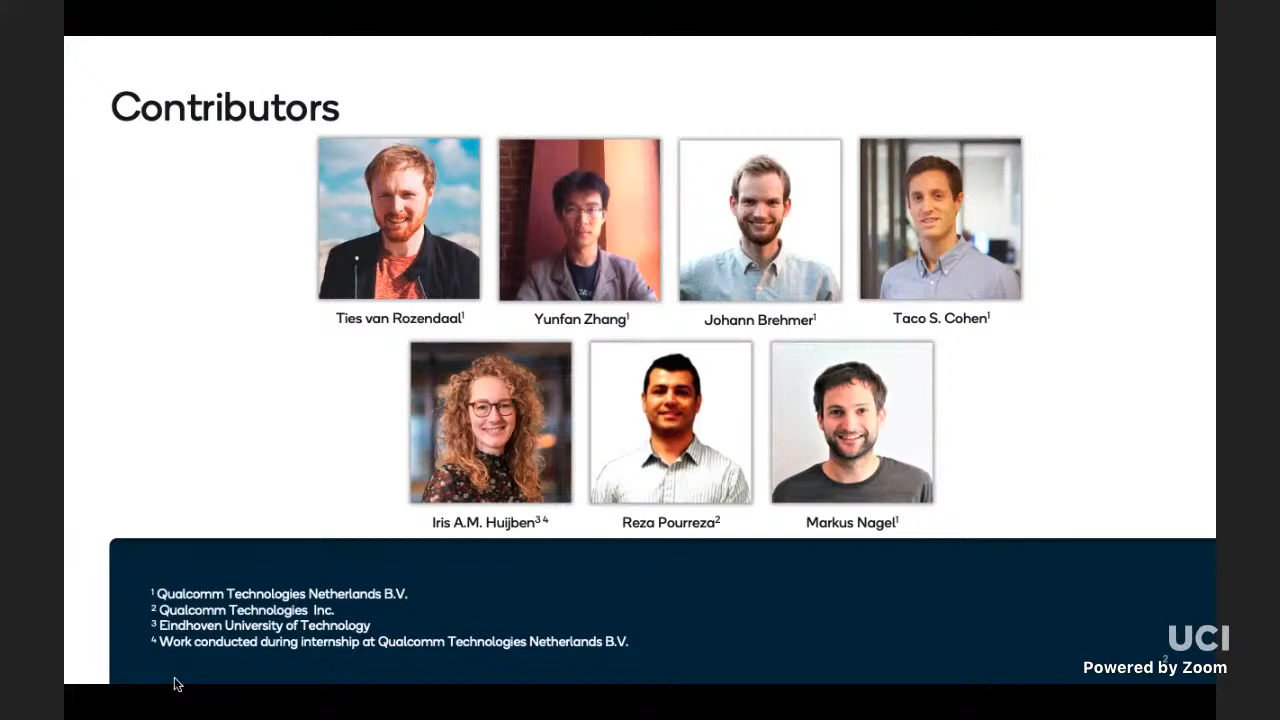 Contributors
Ties van Rozendaal¹
Yunfan Zhang¹
Johann Brehmer¹
Taco S. Cohen¹
Iris A.M. Huijben³ ⁴
Reza Pourreza²
Markus Nagel¹
¹ Qualcomm Technologies Netherlands B.V.
² Qualcomm Technologies Inc.
³ Eindhoven University of Technology
⁴ Work conducted during internship at Qualcomm Technologies Netherlands B.V.
UCI
2
Powered by Zoom